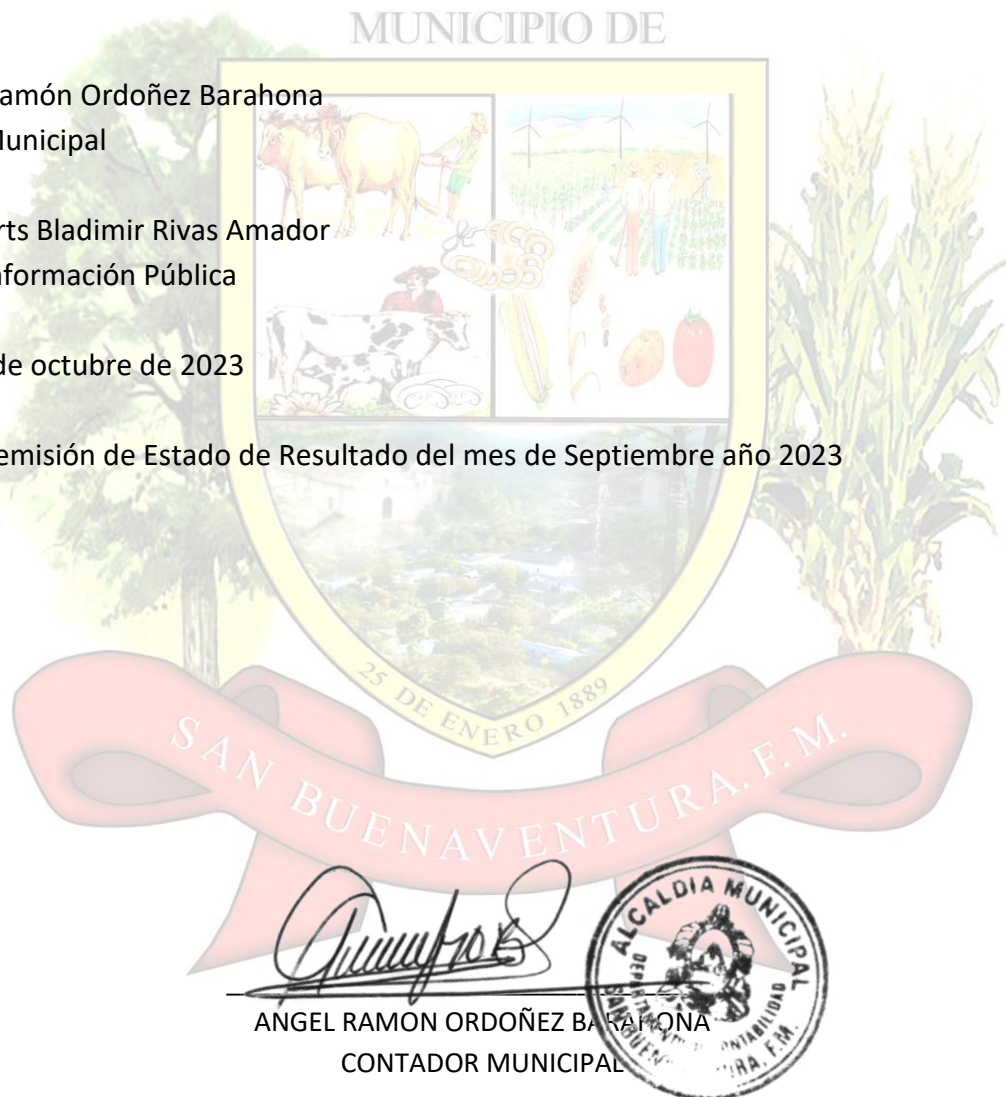 MUNICIPIO DE
amón Ordoñez Barahona
Municipal
rts Bladimir Rivas Amador
nformación Pública
de octubre de 2023
emisión de Estado de Resultado del mes de Septiembre año 2023
25 DE ENERO 1889
SAN BUENAVENTURA. F. M.
ALCALDIA MUNICIPAL
ANGEL RAMON ORDOÑEZ BARAHONA
CONTADOR MUNICIPAL